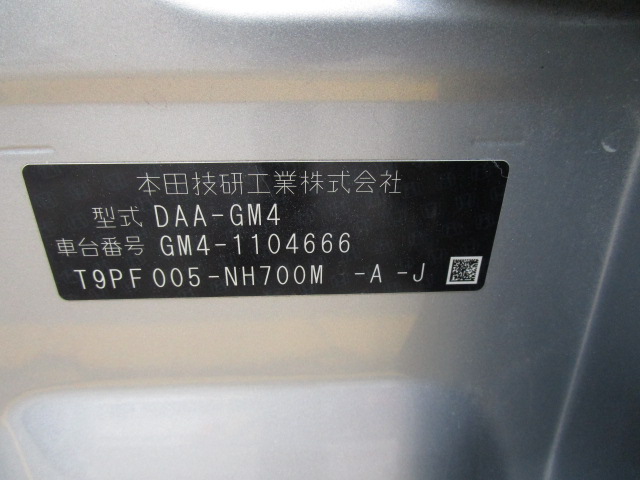 本田技研工業株式会社
型式 DAA-GM4
車台番号 GM4-1104666
T9PF005-NH700M -A -J